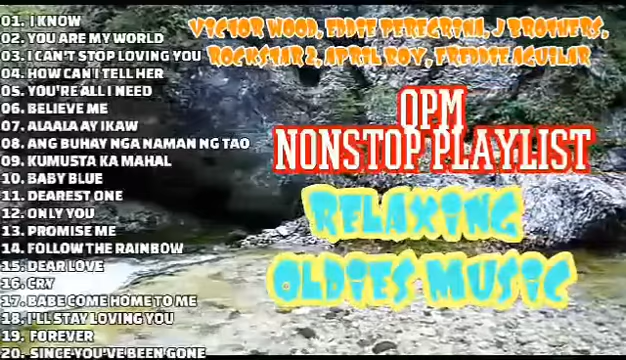 01. I KNOW
02. YOU ARE MY WORLD
03. I CAN'T STOP LOVING YOU
04. HOW CAN I TELL HER
05. YOU'RE ALL I NEED
06. BELIEVE ME
07. ALAALA AY IKAW
08. ANG BUHAY NGA NAMAN NG TAO
09. KUMUSTA KA MAHAL
10. BABY BLUE
11. DEAREST ONE
12. ONLY YOU
13. PROMISE ME
14. FOLLOW THE RAINBOW
15. DEAR LOVE
16. CRY
17. BABE COME HOME TO ME
18. I'LL STAY LOVING YOU
19. FOREVER
20. SINCE YOU'VE BEEN GONE
VICTOR WOOD, EDDIE PEREGRINA, J BROTHERS,
ROCKSTAR 2, APRIL BOY, FREDDIE AGUILAR
OPM
NONSTOP PLAYLIST
RELAXING
OLDIES MUSIC